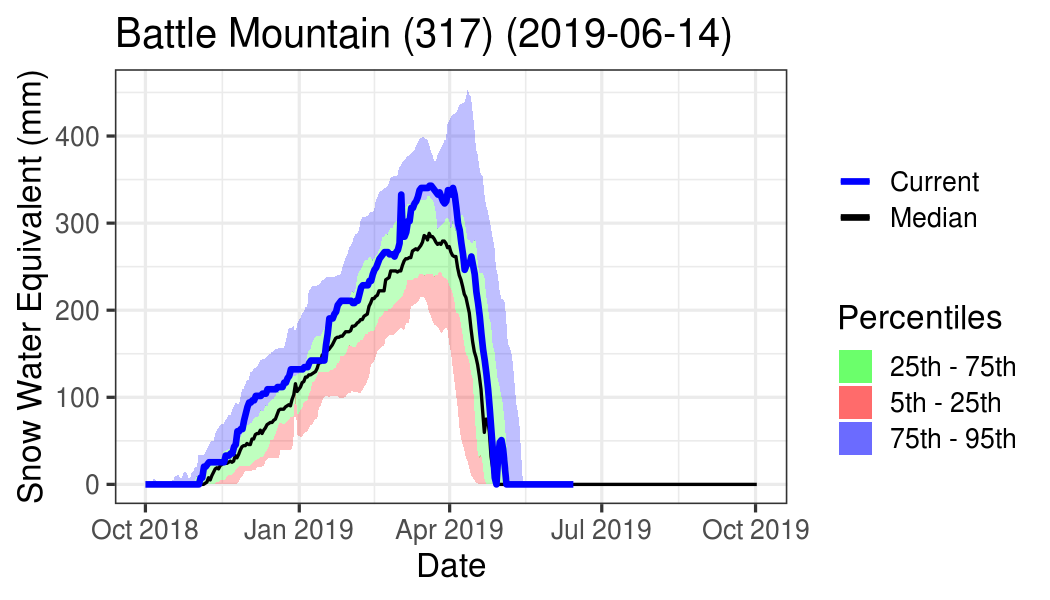 Battle Mountain (317) (2019-06-14)
Snow Water Equivalent (mm)
400
300
200
100
0
Oct 2018
Jan 2019
Apr 2019
Jul 2019
Oct 2019
Date
Current
Median
Percentiles
25th - 75th
5th - 25th
75th - 95th